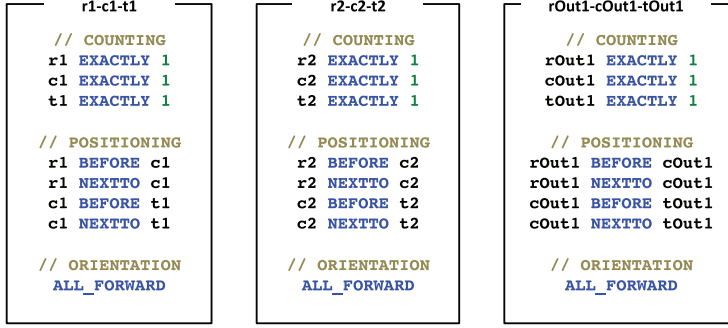 r1-c1-t1
// COUNTING
r1 EXACTLY 1
c1 EXACTLY 1
t1 EXACTLY 1
// POSITIONING
r1 BEFORE c1
r1 NEXTTO c1
c1 BEFORE t1
c1 NEXTTO t1
// ORIENTATION
ALL_FORWARD
r2-c2-t2
// COUNTING
r2 EXACTLY 1
c2 EXACTLY 1
t2 EXACTLY 1
// POSITIONING
r2 BEFORE c2
r2 NEXTTO c2
c2 BEFORE t2
c2 NEXTTO t2
// ORIENTATION
ALL_FORWARD
rOut1-cOut1-tOut1
// COUNTING
rOut1 EXACTLY 1
cOut1 EXACTLY 1
tOut1 EXACTLY 1
// POSITIONING
rOut1 BEFORE cOut1
rOut1 NEXTTO cOut1
cOut1 BEFORE tOut1
cOut1 NEXTTO tOut1
// ORIENTATION
ALL_FORWARD